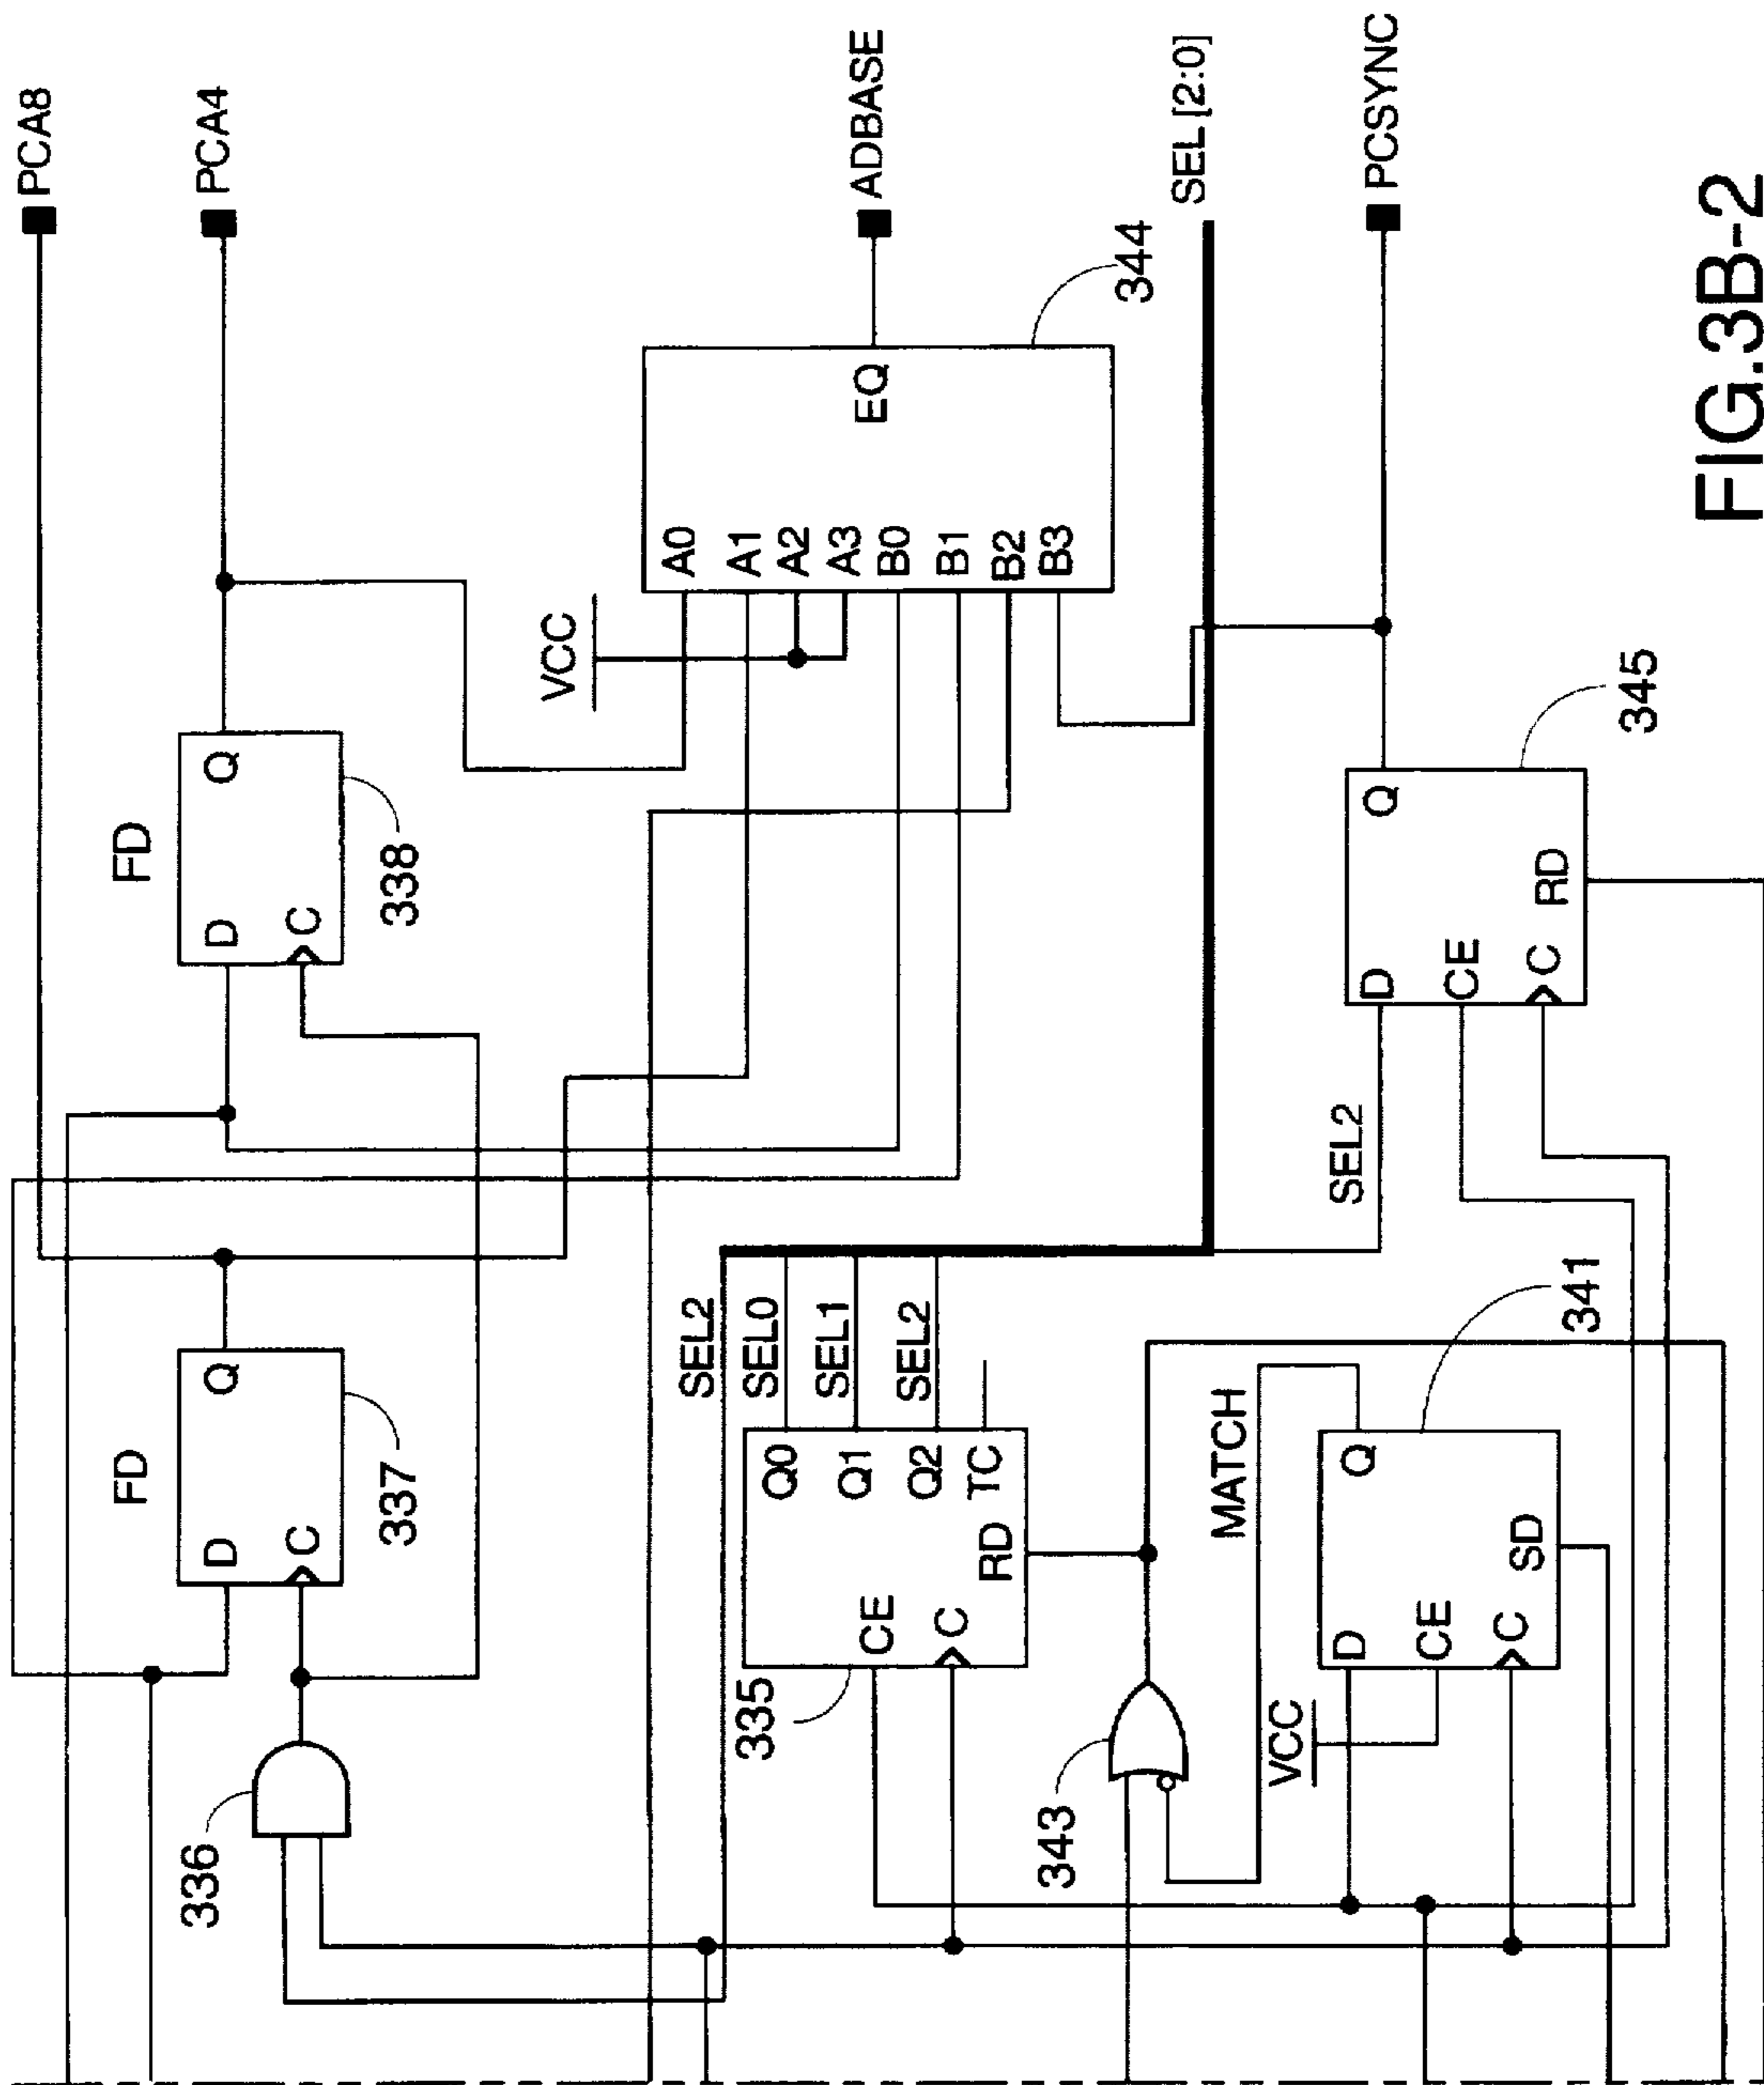 PCA8
PCA4
ADBASE
SEL [2:0]
PCSYNC
FD
D
C
Q
338
VCC
A0
A1
A2
A3
B0
B1
B2
B3
EQ
344
FD
D
C
Q
337
336
SEL2
SEL0
SEL1
SEL2
Q0
Q1
Q2
TC
CE
C
RD
335
343
MATCH
VCC
D
CE
C
Q
SD
341
SEL2
D
CE
C
Q
RD
345
FIG.3B-2